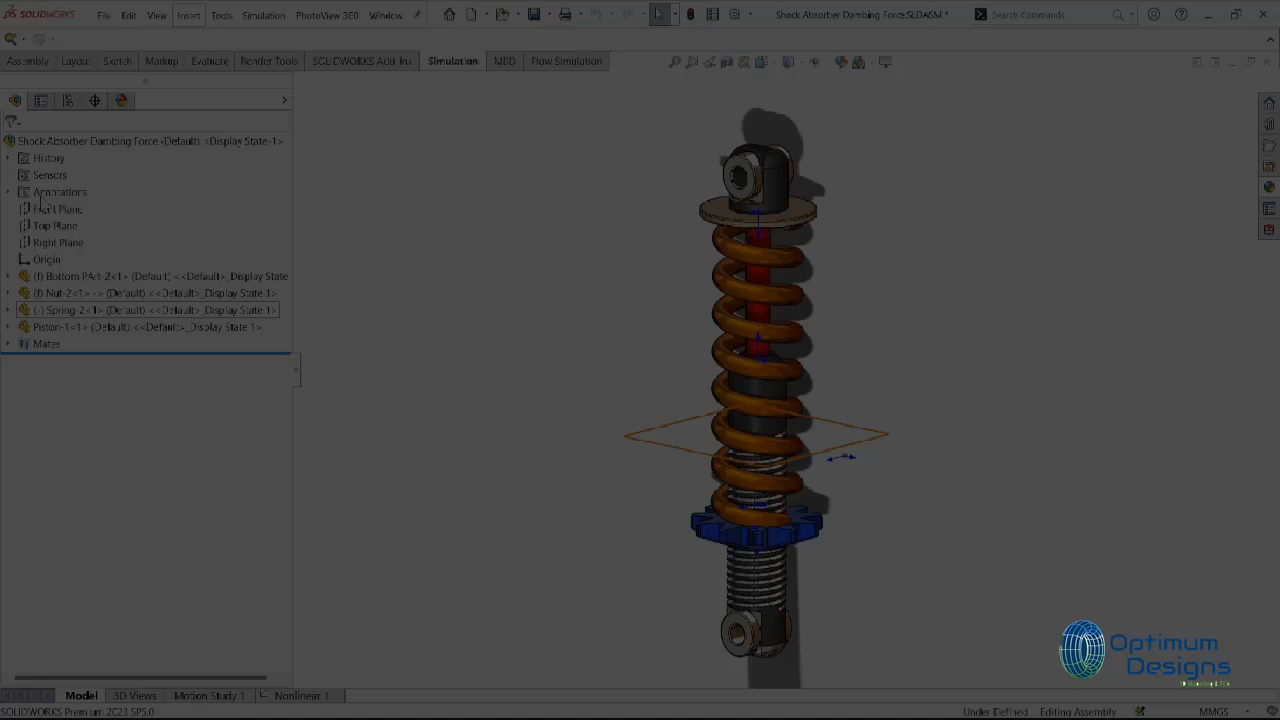 SOLIDWORKS File Edit View Insert Tools Simulation PhotoView 360 Window Shock Absorber Dambing Force.SLDASM * Search Commands
Assembly Layout Sketch Markup Evaluate Render Tools SOLIDWORKS Add-Ins Simulation MBD Flow Simulation
Shock Absorber Dambing Force (Default) <Display State-1>
History
Sensors
Annotations
Front Plane
Top Plane
Right Plane
Origin
(f) Bottom PArt-2<1> (Default) <<Default>_Display State
(f) Nut-2<1> -> (Default) <<Default>_Display State 1>
(-) Spring-2<1> (Default) <<Default>_Display State 1>
Piston-1<1> (Default) <<Default>_Display State 1>
Mates
Optimum
Designs
Model 3D Views Motion Study 1 Nonlinear 1
SOLIDWORKS Premium 2023 SP5.0 Under Defined Editing Assembly MMGS